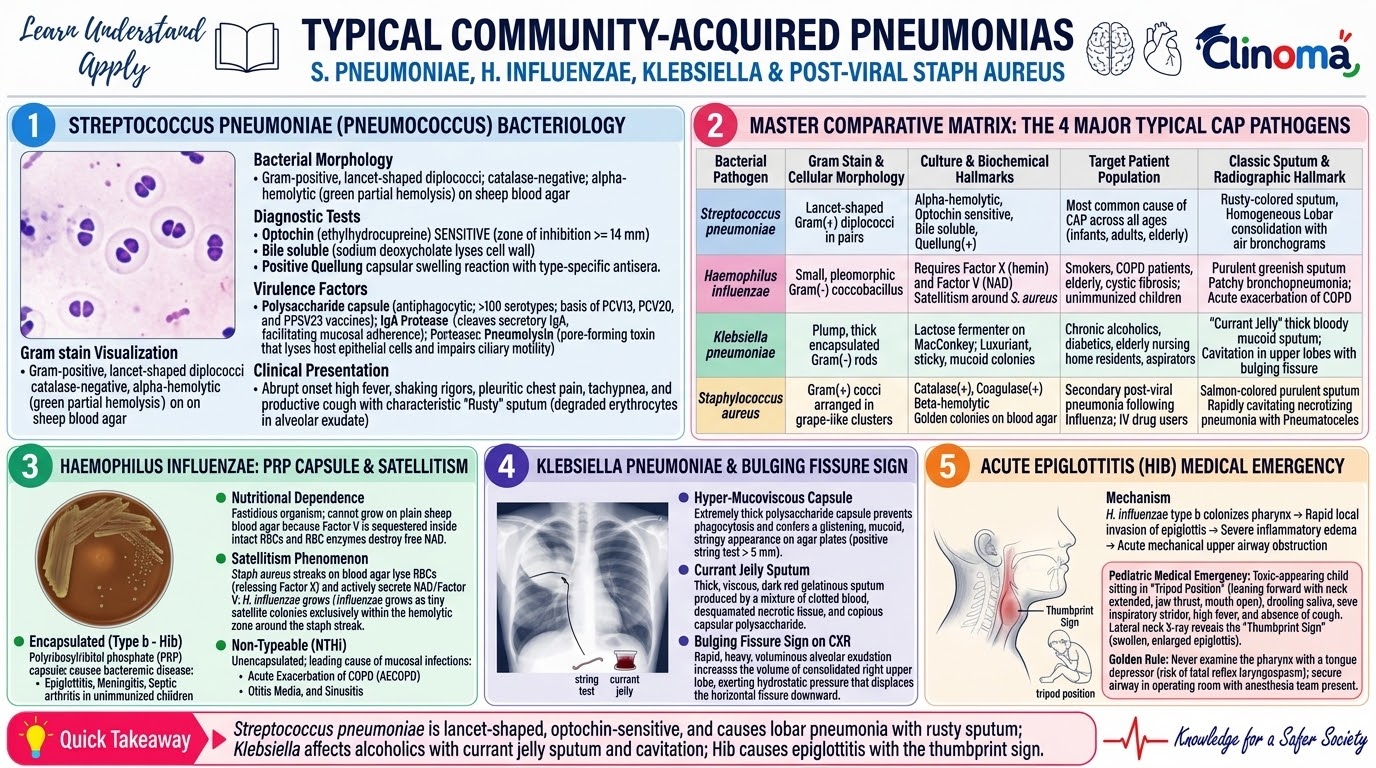 Learn Understand
Apply
TYPICAL COMMUNITY-ACQUIRED PNEUMONIAS
S. PNEUMONIAE, H. INFLUENZAE, KLEBSIELLA & POST-VIRAL STAPH AUREUS
Clinoma
1
STREPTOCOCCUS PNEUMONIAE (PNEUMOCOCCUS) BACTERIOLOGY
Gram stain Visualization
• Gram-positive, lancet-shaped diplococci
catalase-negative, alpha-hemolytic
(green partial hemolysis) on on
sheep blood agar
Bacterial Morphology
• Gram-positive, lancet-shaped diplococci; catalase-negative; alpha-
hemolytic (green partial hemolysis) on sheep blood agar
Diagnostic Tests
• Optochin (ethylhydrocupreine) SENSITIVE (zone of inhibition >= 14 mm)
• Bile soluble (sodium deoxycholate lyses cell wall)
• Positive Quellung capsular swelling reaction with type-specific antisera.
Virulence Factors
• Polysaccharide capsule (antiphagocytic; >100 serotypes; basis of PCV13, PCV20,
and PPSV23 vaccines); IgA Protease (cleaves secretory IgA,
facilitating mucosal adherence); Porteasec Pneumolysin (pore-forming toxin
that lyses host epithelial cells and impairs ciliary motility)
Clinical Presentation
• Abrupt onset high fever, shaking rigors, pleuritic chest pain, tachypnea, and
productive cough with characteristic "Rusty" sputum (degraded erythrocytes
in alveolar exudate)
2
MASTER COMPARATIVE MATRIX: THE 4 MAJOR TYPICAL CAP PATHOGENS
Bacterial Pathogen
Gram Stain & Cellular Morphology
Culture & Biochemical Hallmarks
Target Patient Population
Classic Sputum & Radiographic Hallmark
Streptococcus pneumoniae
Lancet-shaped Gram(+) diplococci in pairs
Alpha-hemolytic, Optochin sensitive, Bile soluble, Quellung(+)
Most common cause of CAP across all ages (infants, adults, elderly)
Rusty-colored sputum, Homogeneous Lobar consolidation with air bronchograms
Haemophilus influenzae
Small, pleomorphic Gram(-) coccobacillus
Requires Factor X (hemin) and Factor V (NAD) Satellitism around S. aureus
Smokers, COPD patients, elderly, cystic fibrosis; unimmunized children
Purulent greenish sputum Patchy bronchopneumonia; Acute exacerbation of COPD
Klebsiella pneumoniae
Plump, thick encapsulated Gram(-) rods
Lactose fermenter on MacConkey; Luxuriant, sticky, mucoid colonies
Chronic alcoholics, diabetics, elderly nursing home residents, aspirators
"Currant Jelly" thick bloody mucoid sputum; Cavitation in upper lobes with bulging fissure
Staphylococcus aureus
Gram(+) cocci arranged in grape-like clusters
Catalase(+), Coagulase(+) Beta-hemolytic Golden colonies on blood agar
Secondary post-viral pneumonia following Influenza; IV drug users
Salmon-colored purulent sputum Rapidly cavitating necrotizing pneumonia with Pneumatoceles
3
HAEMOPHILUS INFLUENZAE: PRP CAPSULE & SATELLITISM
Encapsulated (Type b - Hib)
Polyribosylribitol phosphate (PRP)
capsule: causee bacteremic disease:
• Epiglottitis, Meningitis, Septic
arthritis in unimmunized children
Nutritional Dependence
Fastidious organism; cannot grow on plain sheep
blood agar because Factor V is sequestered inside
intact RBCs and RBC enzymes destroy free NAD.
Satellitism Phenomenon
Staph aureus streaks on blood agar lyse RBCs
(releasing Factor X) and actively secrete NAD/Factor
V: H. influenzae grows (influenzae grows as tiny
satellite colonies exclusively within the hemolytic
zone around the staph streak.
Non-Typeable (NTHi)
Unencapsulated; leading cause of mucosal infections:
• Acute Exacerbation of COPD (AECOPD)
• Otitis Media, and Sinusitis
4
KLEBSIELLA PNEUMONIAE & BULGING FISSURE SIGN
string
test
currant
jelly
Hyper-Mucoviscous Capsule
Extremely thick polysaccharide capsule prevents
phagocytosis and confers a glistening, mucoid,
stringy appearance on agar plates (positive
string test > 5 mm).
Currant Jelly Sputum
Thick, viscous, dark red gelatinous sputum
produced by a mixture of clotted blood,
desquamated necrotic tissue, and copious
capsular polysaccharide.
Bulging Fissure Sign on CXR
Rapid, heavy, voluminous alveolar exudation
increasss the volume of consolidated right upper
lobe, exerting hydrostatic pressure that displaces
the horizontal fissure downward.
5
ACUTE EPIGLOTTITIS (HIB) MEDICAL EMERGENCY
Thumbprint
Sign
tripod position
Mechanism
H. influenzae type b colonizes pharynx → Rapid local
invasion of epiglottis → Severe inflammatory edema
→ Acute mechanical upper airway obstruction
Pediatric Medical Emergency: Toxic-appearing child
sitting in "Tripod Position" (leaning forward with neck
extended, jaw thrust, mouth open), drooling saliva, seve
inspiratory stridor, high fever, and absence of cough.
Lateral neck X-ray reveals the "Thumbprint Sign"
(swollen, enlarged epiglottis).
Golden Rule: Never examine the pharynx with a tongue
depressor (risk of fatal reflex laryngospasm); secure
airway in operating room with anesthesia team present.
Quick Takeaway
Streptococcus pneumoniae is lancet-shaped, optochin-sensitive, and causes lobar pneumonia with rusty sputum;
Klebsiella affects alcoholics with currant jelly sputum and cavitation; Hib causes epiglottitis with the thumbprint sign.
Knowledge for a Safer Society